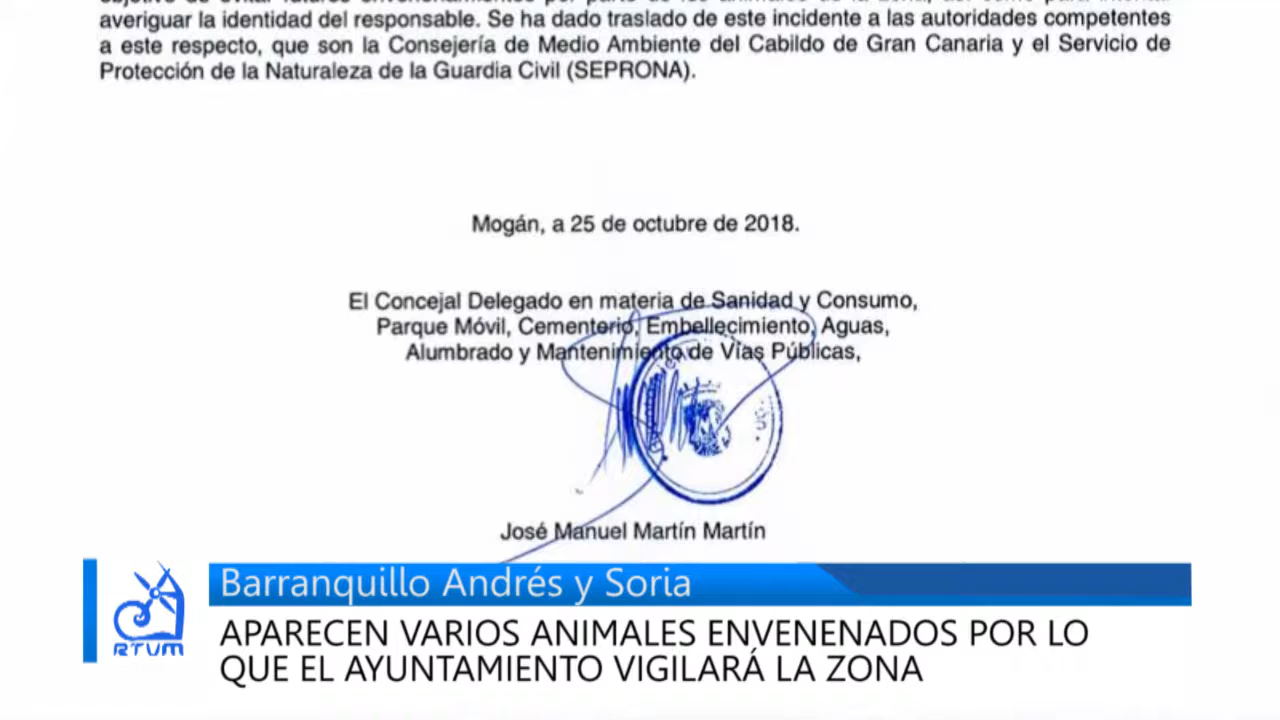 averiguar la identidad del responsable. Se ha dado traslado de este incidente a las autoridades competentes
a este respecto, que son la Consejería de Medio Ambiente del Cabildo de Gran Canaria y el Servicio de
Protección de la Naturaleza de la Guardia Civil (SEPRONA).
Mogán, a 25 de octubre de 2018.
El Concejal Delegado en materia de Sanidad y Consumo,
Parque Móvil, Cementerio, Embellecimiento, Aguas,
Alumbrado y Mantenimiento de Vías Públicas,
José Manuel Martín Martín
Barranquillo Andrés y Soria
RTVM
APARECEN VARIOS ANIMALES ENVENENADOS POR LO
QUE EL AYUNTAMIENTO VIGILARÁ LA ZONA